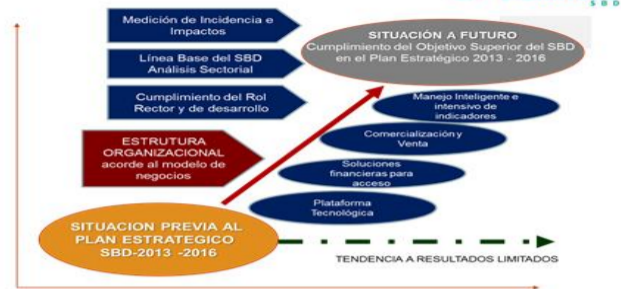 SBD
Medición de Incidencia e
Impactos
SITUACIÓN A FUTURO
Cumplimiento del Objetivo Superior del SBD
en el Plan Estratégico 2013 - 2016
Línea Base del SBD
Análisis Sectorial
Cumplimiento del Rol
Rector y de desarrollo
Manejo Inteligente e
intensivo de
indicadores
ESTRUTURA
ORGANIZACIONAL
acorde al modelo de
negocios
Comercialización y
Venta
Soluciones
financieras para
acceso
Plataforma
Tecnológica
SITUACION PREVIA AL
PLAN ESTRATEGICO
SBD-2013 -2016
TENDENCIA A RESULTADOS LIMITADOS